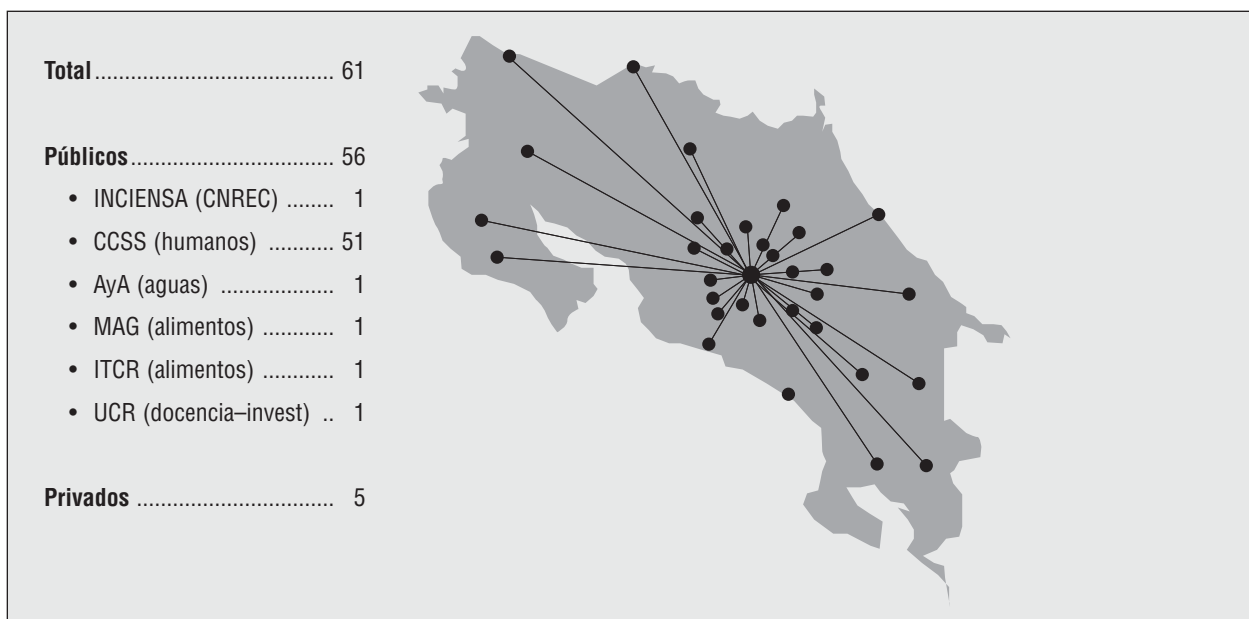 Total ..................................... 61
Públicos ................................ 56
• INCIENSA (CNREC) ........ 1
• CCSS (humanos) ........... 51
• AyA (aguas) .................. 1
• MAG (alimentos) ............ 1
• ITCR (alimentos) ............ 1
• UCR (docencia–invest) .. 1
Privados ............................... 5